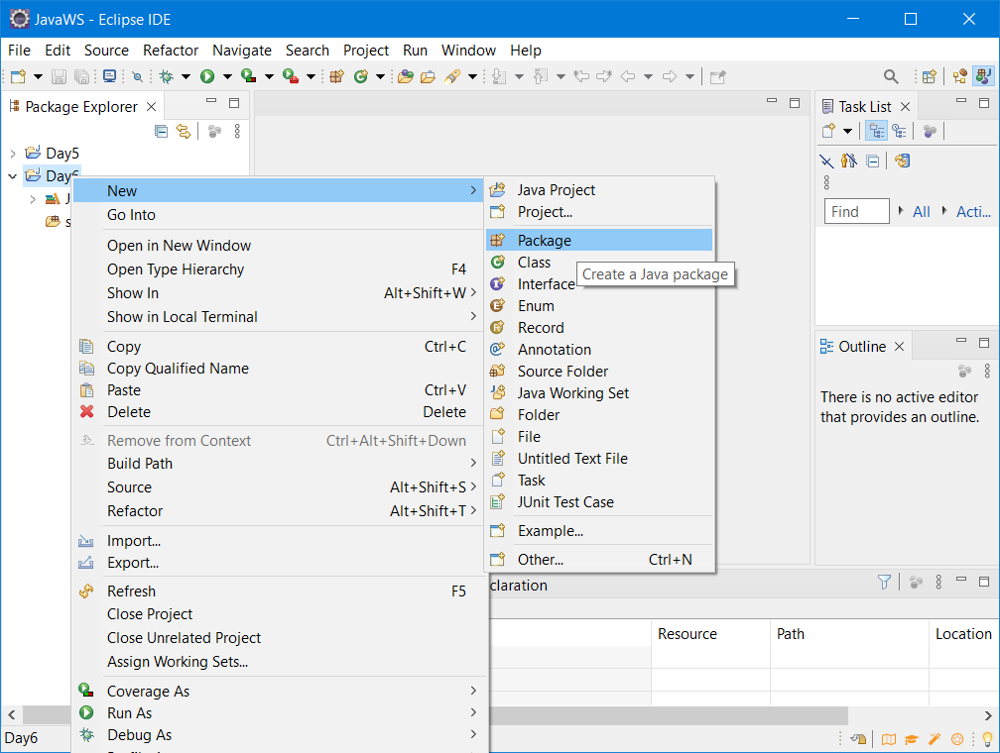 JavaWS - Eclipse IDE
File Edit Source Refactor Navigate Search Project Run Window Help
Package Explorer
Day5
Day6
New
Go Into
Open in New Window
Open Type Hierarchy F4
Show In Alt+Shift+W
Show in Local Terminal
Copy Ctrl+C
Copy Qualified Name
Paste Ctrl+V
Delete Delete
Remove from Context Ctrl+Alt+Shift+Down
Build Path
Source Alt+Shift+S
Refactor Alt+Shift+T
Import...
Export...
Refresh F5
Close Project
Close Unrelated Project
Assign Working Sets...
Coverage As
Run As
Debug As
Java Project
Project...
Package
Class
Create a Java package
Interface
Enum
Record
Annotation
Source Folder
Java Working Set
Folder
File
Untitled Text File
Task
JUnit Test Case
Example...
Other... Ctrl+N
Task List
Find All Acti...
Outline
There is no active editor
that provides an outline.
claration
Resource Path Location
Day6